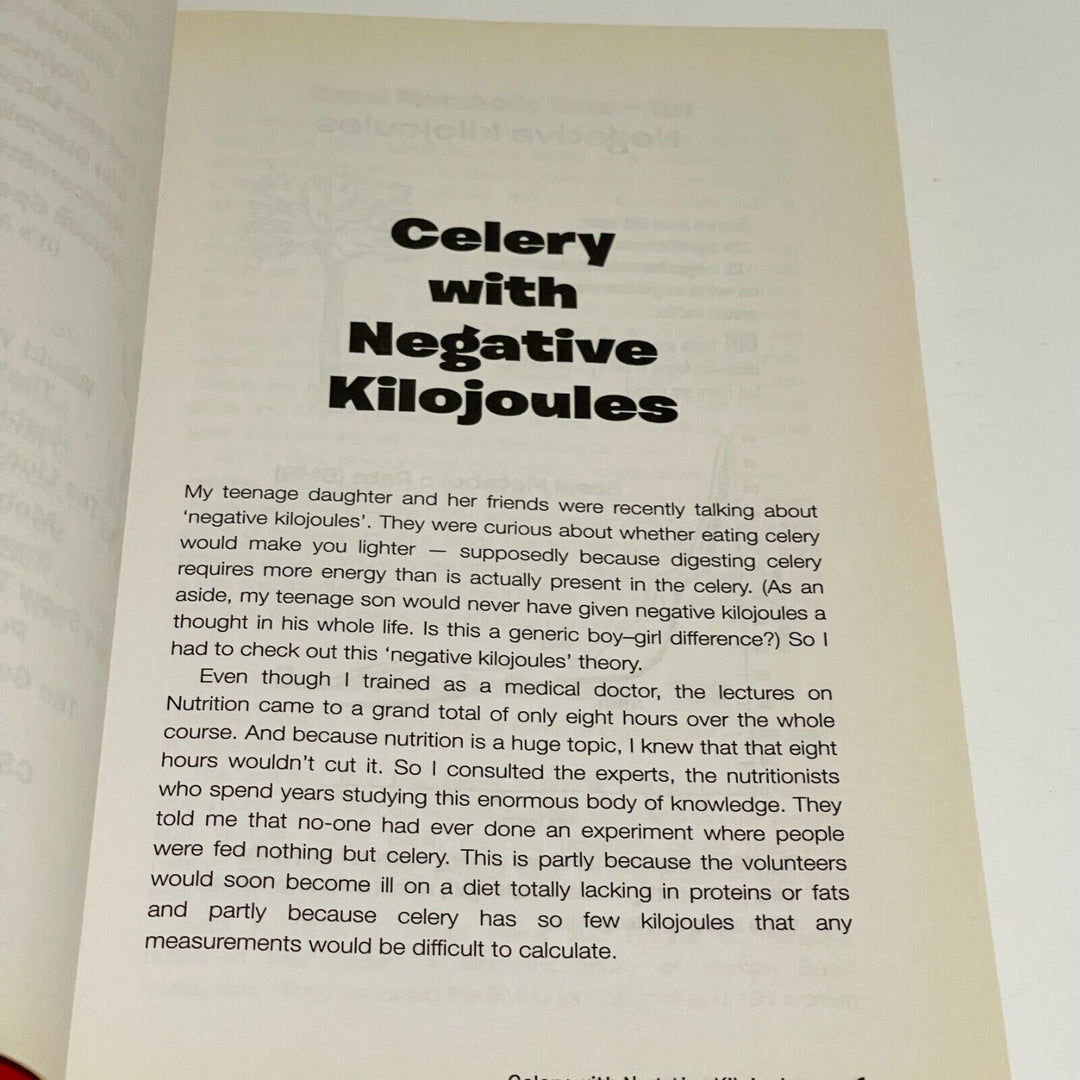 Celery
with
Negative
Kilojoules
My teenage daughter and her friends were recently talking about
‘negative kilojoules’. They were curious about whether eating celery
would make you lighter — supposedly because digesting celery
requires more energy than is actually present in the celery. (As an
aside, my teenage son would never have given negative kilojoules a
thought in his whole life. Is this a generic boy–girl difference?) So I
had to check out this ‘negative kilojoules’ theory.
Even though I trained as a medical doctor, the lectures on
Nutrition came to a grand total of only eight hours over the whole
course. And because nutrition is a huge topic, I knew that that eight
hours wouldn’t cut it. So I consulted the experts, the nutritionists
who spend years studying this enormous body of knowledge. They
told me that no-one had ever done an experiment where people
were fed nothing but celery. This is partly because the volunteers
would soon become ill on a diet totally lacking in proteins or fats
and partly because celery has so few kilojoules that any
measurements would be difficult to calculate.